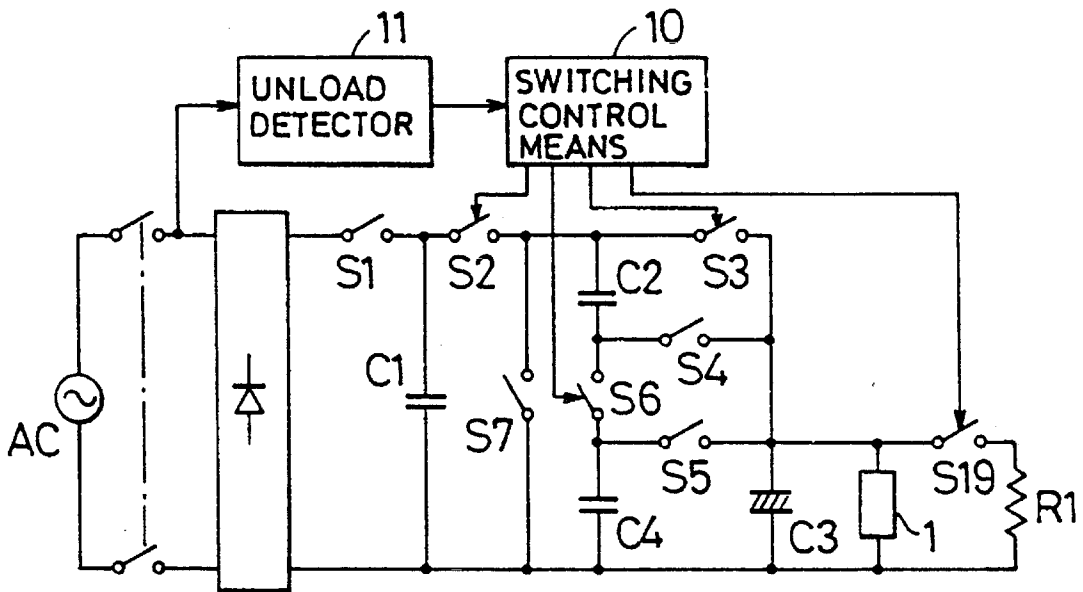 11
10
UNLOAD
DETECTOR
SWITCHING
CONTROL
MEANS
S1
S2
S3
C2
S4
C1
S6
S7
AC
S5
S19
C4
C3
1
R1